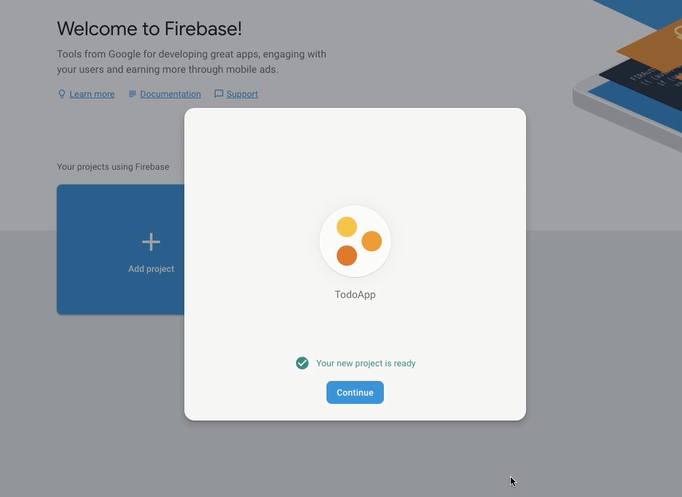 Welcome to Firebase!
Tools from Google for developing great apps, engaging with
your users and earning more through mobile ads.
Learn more Documentation Support
Your projects using Firebase
Add project
TodoApp
Your new project is ready
Continue